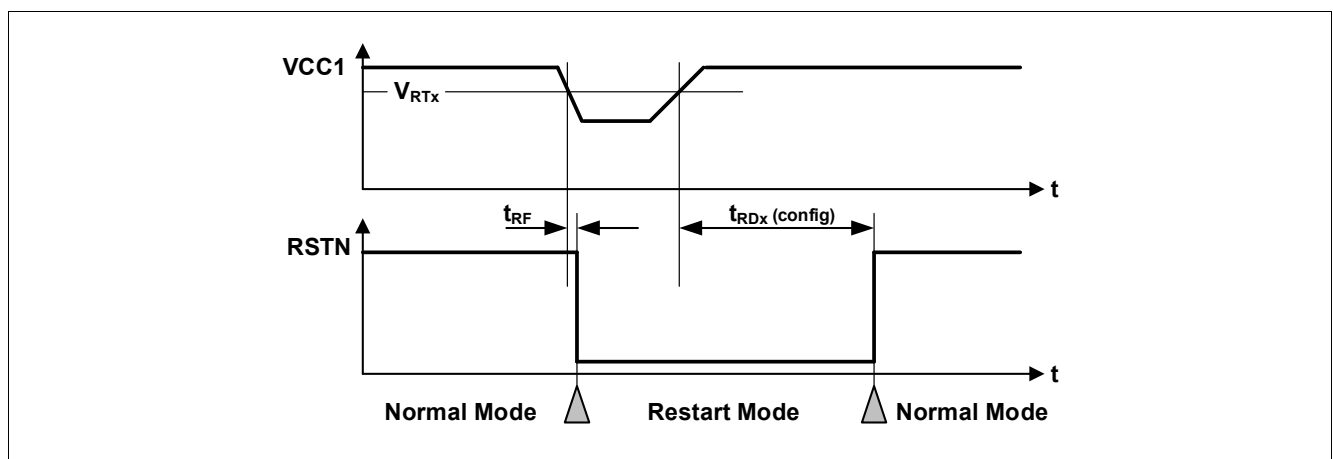 VCC1
VRTx
t
tRF
tRDx (config)
RSTN
t
Normal Mode
Restart Mode
Normal Mode